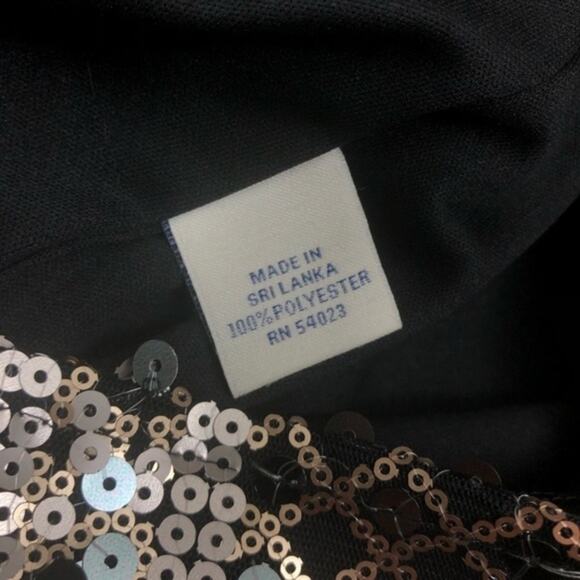 MADE IN
SRI LANKA
100% POLYESTER
RN 54023